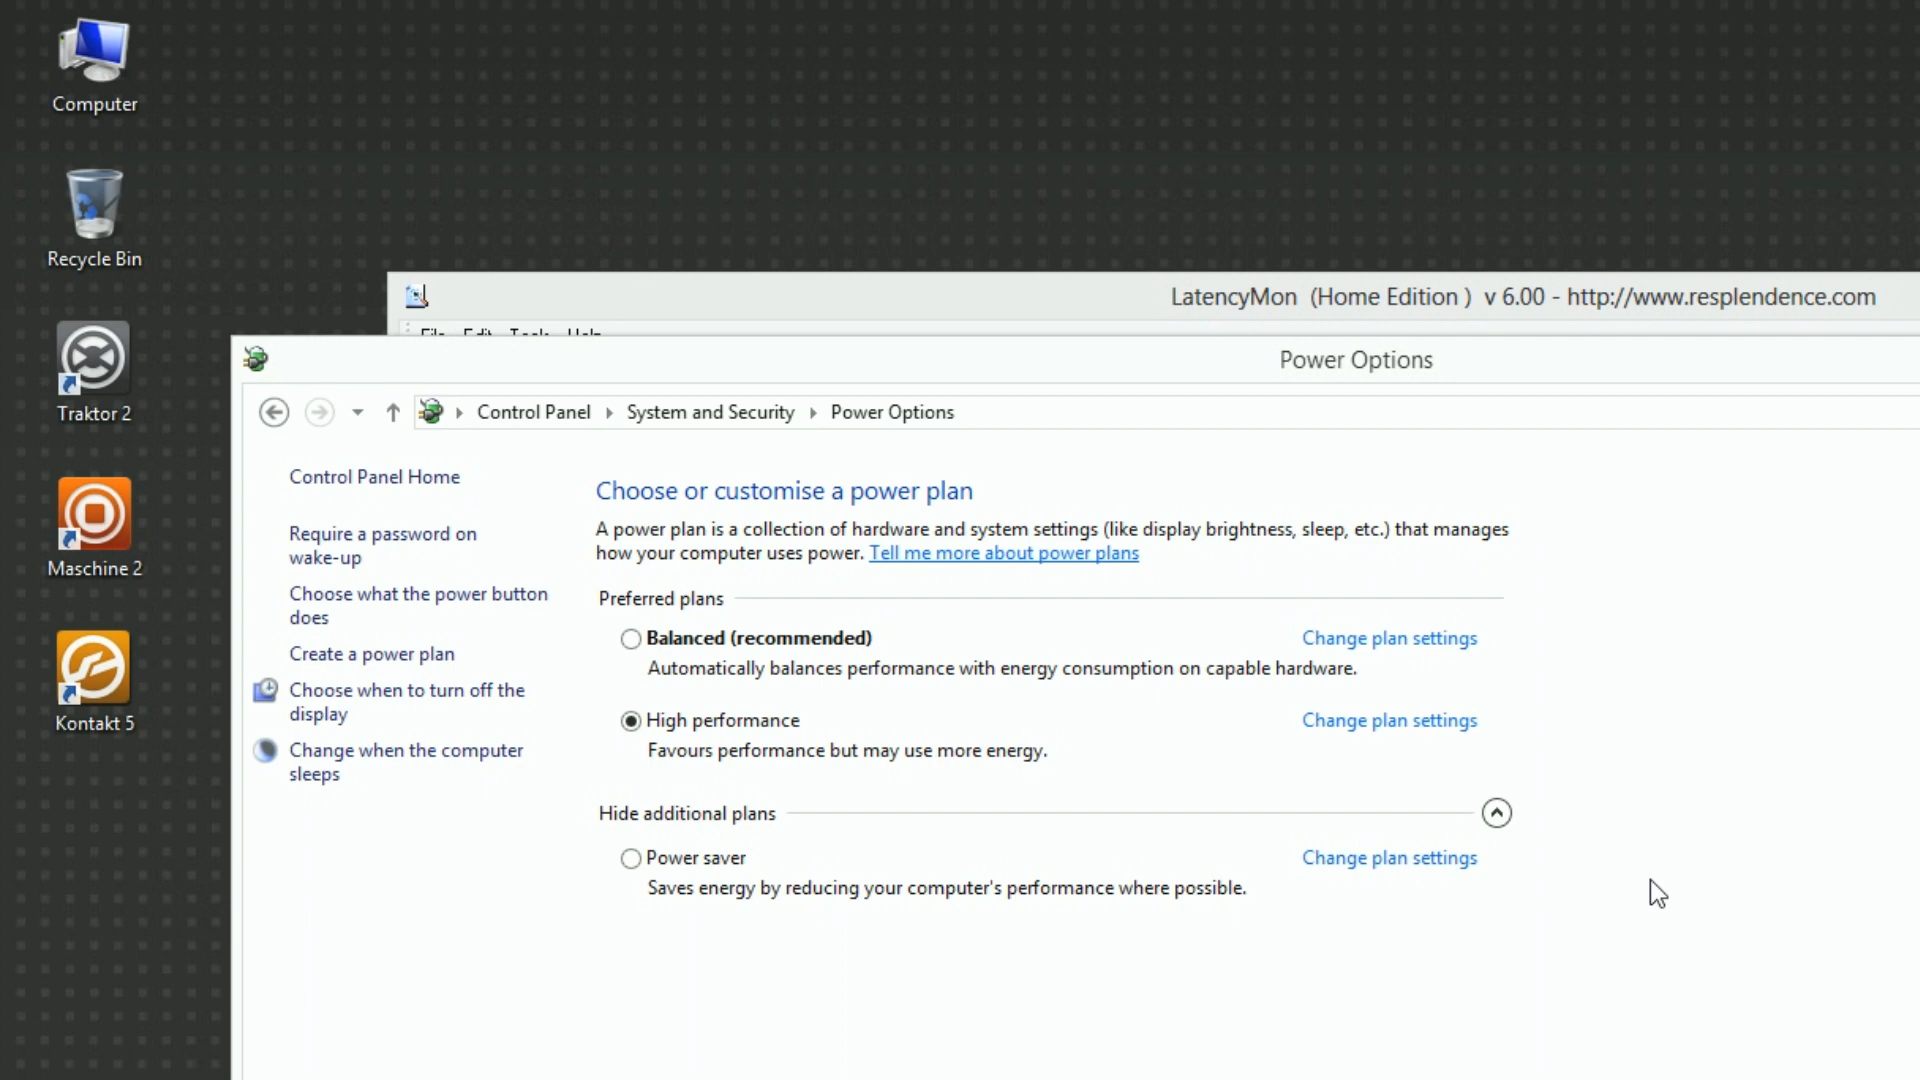 Computer
Recycle Bin
Traktor 2
Maschine 2
Kontakt 5
LatencyMon (Home Edition ) v 6.00 - http://www.resplendence.com
File Edit Tools Help
Power Options
Control Panel System and Security Power Options
Control Panel Home
Require a password on
wake-up
Choose what the power button
does
Create a power plan
Choose when to turn off the
display
Change when the computer
sleeps
Choose or customise a power plan
A power plan is a collection of hardware and system settings (like display brightness, sleep, etc.) that manages
how your computer uses power. Tell me more about power plans
Preferred plans
Balanced (recommended) Change plan settings
Automatically balances performance with energy consumption on capable hardware.
High performance Change plan settings
Favours performance but may use more energy.
Hide additional plans
Power saver Change plan settings
Saves energy by reducing your computer's performance where possible.